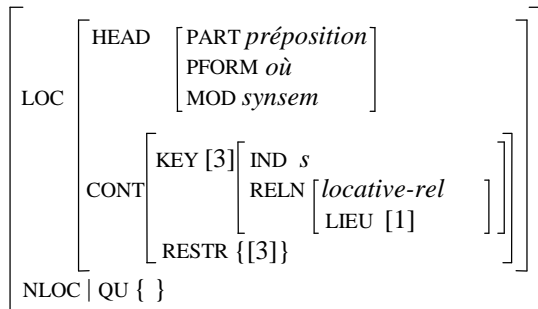 HEAD [PART préposition]
PFORM où
LOC MOD synsem
KEY [3] IND s
CONT RELN [locative-rel
LIEU [1] ]
RESTR {[3]}
NLOC | QU { }